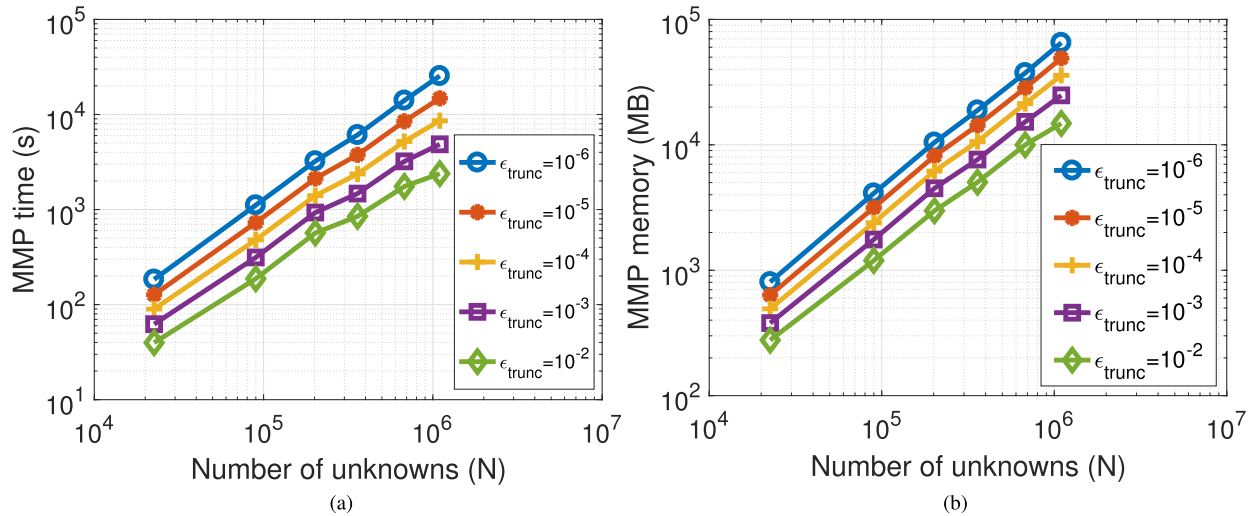 10^5
10^4
10^3
10^2
10^1
MMP time (s)
10^4
10^5
10^6
10^7
Number of unknowns (N)
ϵ_trunc=10^-6
ϵ_trunc=10^-5
ϵ_trunc=10^-4
ϵ_trunc=10^-3
ϵ_trunc=10^-2
(a)
10^5
10^4
10^3
10^2
MMP memory (MB)
10^4
10^5
10^6
10^7
Number of unknowns (N)
ϵ_trunc=10^-6
ϵ_trunc=10^-5
ϵ_trunc=10^-4
ϵ_trunc=10^-3
ϵ_trunc=10^-2
(b)